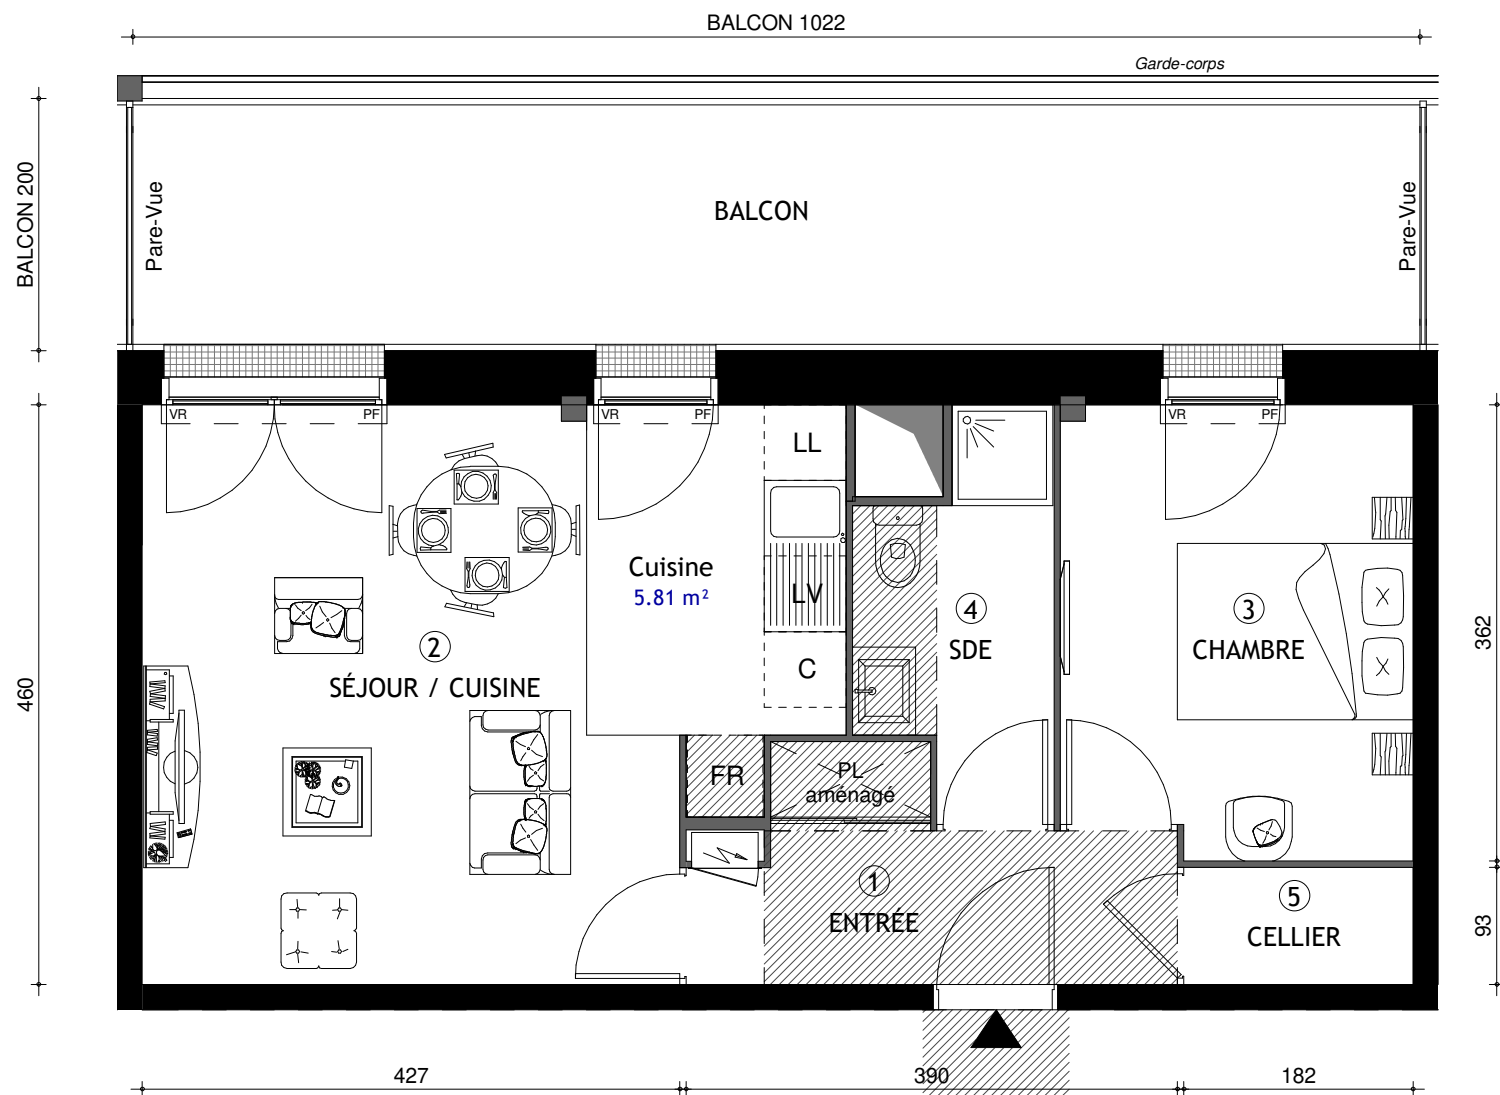 BALCON 1022
Garde-corps
BALCON 200
Pare-Vue
BALCON
Pare-Vue
VR
PF
VR
PF
VR
PF
LL
Cuisine
5.81 m²
LV
C
②
SÉJOUR / CUISINE
④
SDE
③
CHAMBRE
460
362
FR
PL
aménagé
①
ENTRÉE
⑤
CELLIER
93
427
390
182